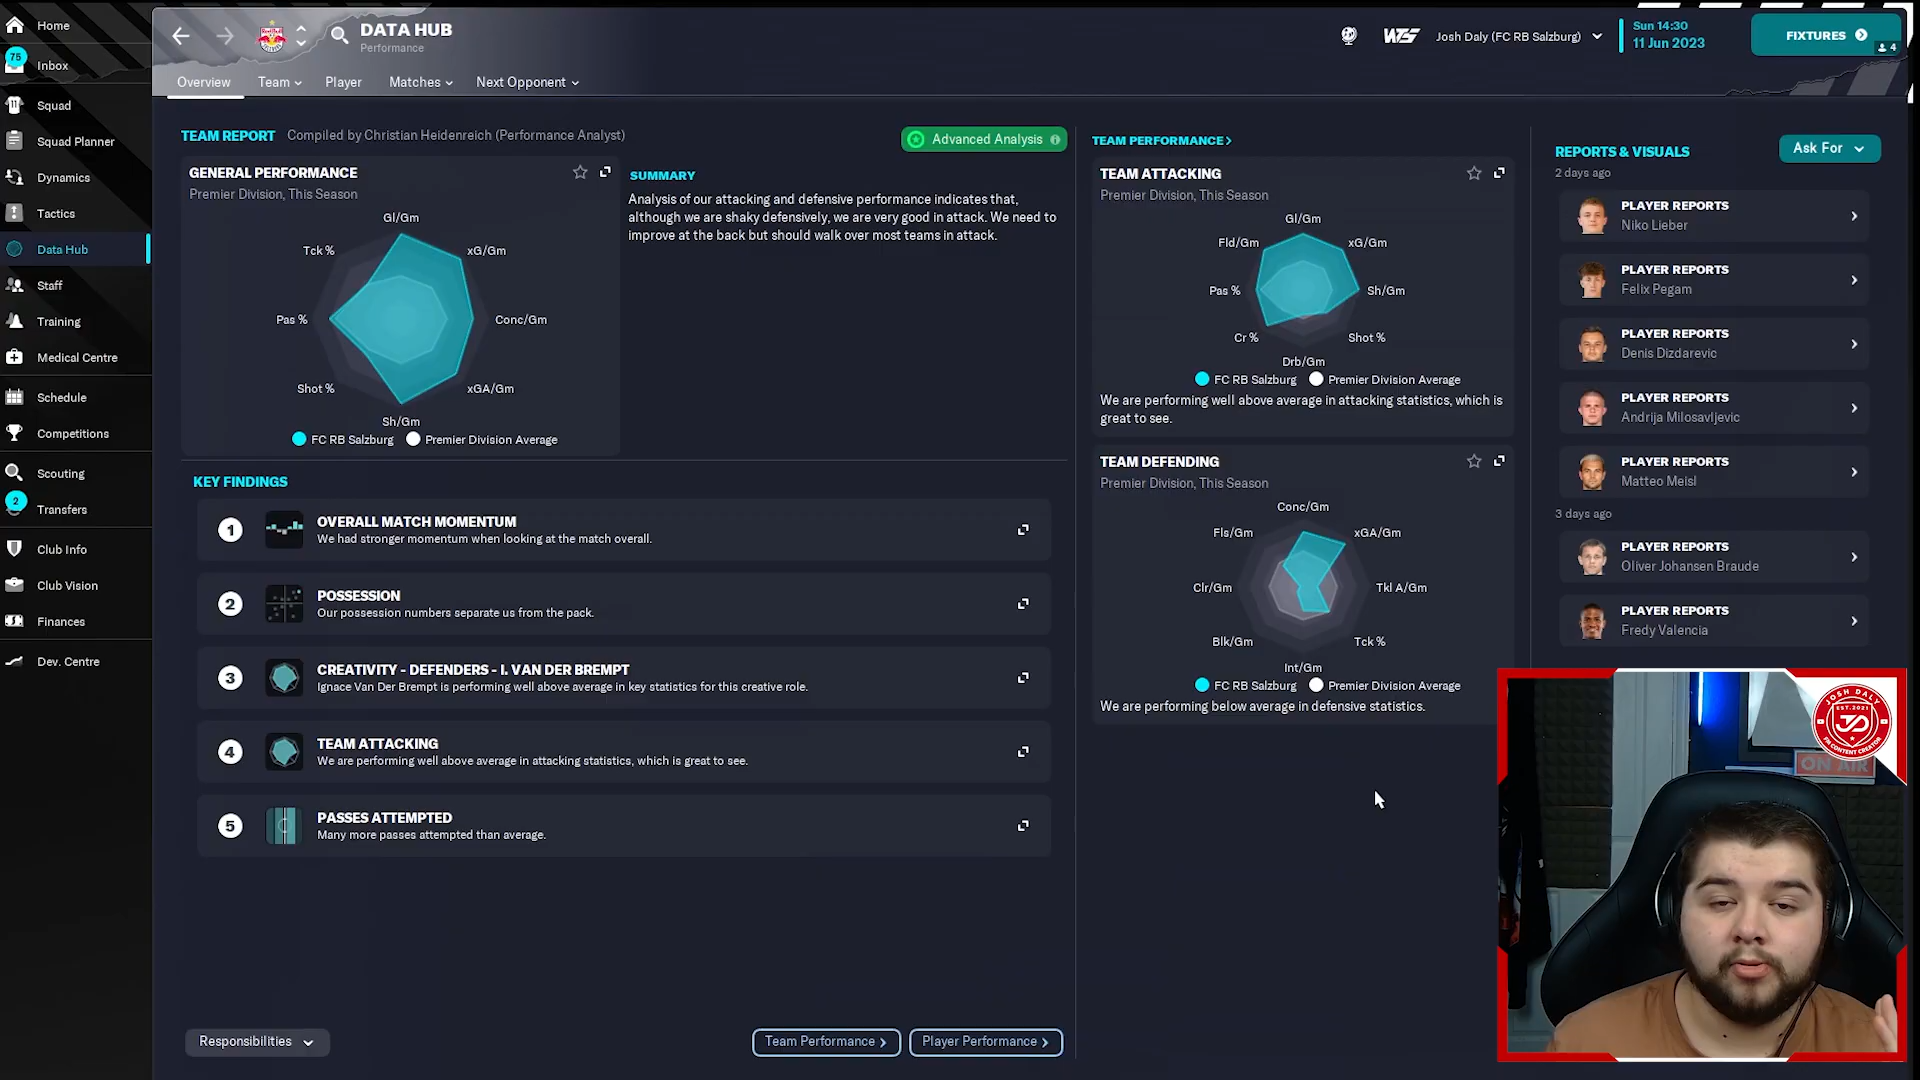 Home
75
Inbox
Squad
Squad Planner
Dynamics
Tactics
Data Hub
Staff
Training
Medical Centre
Schedule
Competitions
Scouting
2
Transfers
Club Info
Club Vision
Finances
Dev. Centre
DATA HUB
Performance
Josh Daly (FC RB Salzburg)
Sun 14:30
11 Jun 2023
FIXTURES
4
Overview
Team
Player
Matches
Next Opponent
TEAM REPORT Compiled by Christian Heidenreich (Performance Analyst)
Advanced Analysis
GENERAL PERFORMANCE
Premier Division, This Season
Gl/Gm
Tck %
xG/Gm
Pas %
Conc/Gm
Shot %
xGA/Gm
Sh/Gm
FC RB Salzburg
Premier Division Average
SUMMARY
Analysis of our attacking and defensive performance indicates that,
although we are shaky defensively, we are very good in attack. We need to
improve at the back but should walk over most teams in attack.
KEY FINDINGS
1
OVERALL MATCH MOMENTUM
We had stronger momentum when looking at the match overall.
2
POSSESSION
Our possession numbers separate us from the pack.
3
CREATIVITY - DEFENDERS - I. VAN DER BREMPT
Ignace Van Der Brempt is performing well above average in key statistics for this creative role.
4
TEAM ATTACKING
We are performing well above average in attacking statistics, which is great to see.
5
PASSES ATTEMPTED
Many more passes attempted than average.
Responsibilities
Team Performance
Player Performance
TEAM PERFORMANCE
TEAM ATTACKING
Premier Division, This Season
Gl/Gm
Fld/Gm
xG/Gm
Pas %
Sh/Gm
Cr %
Shot %
Drb/Gm
FC RB Salzburg
Premier Division Average
We are performing well above average in attacking statistics, which is
great to see.
TEAM DEFENDING
Premier Division, This Season
Conc/Gm
Fls/Gm
xGA/Gm
Clr/Gm
Tkl A/Gm
Blk/Gm
Tck %
Int/Gm
FC RB Salzburg
Premier Division Average
We are performing below average in defensive statistics.
REPORTS & VISUALS
Ask For
2 days ago
PLAYER REPORTS
Niko Lieber
PLAYER REPORTS
Felix Pegam
PLAYER REPORTS
Denis Dizdarevic
PLAYER REPORTS
Andrija Milosavljevic
PLAYER REPORTS
Matteo Meisl
3 days ago
PLAYER REPORTS
Oliver Johansen Braude
PLAYER REPORTS
Fredy Valencia
JOSH DALY
EST. 2021
JD
FM CONTENT CREATOR
ON AIR